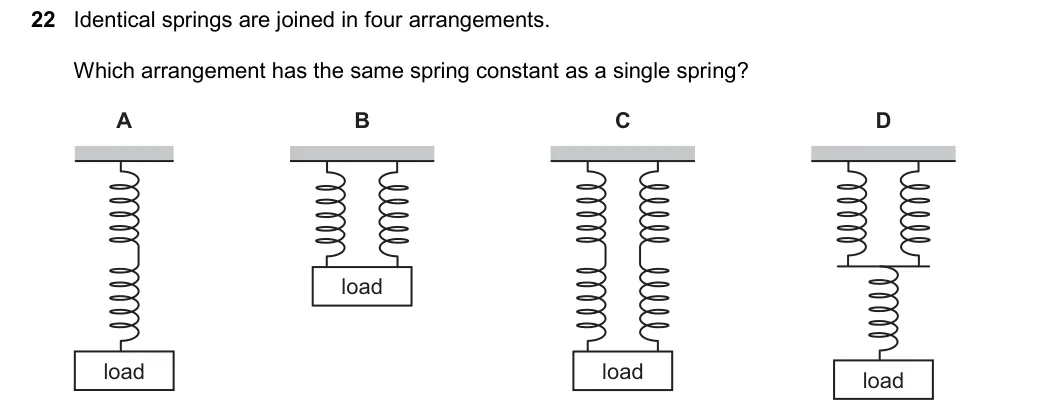 22 Identical springs are joined in four arrangements.
Which arrangement has the same spring constant as a single spring?
A B C D
load
load
load
load